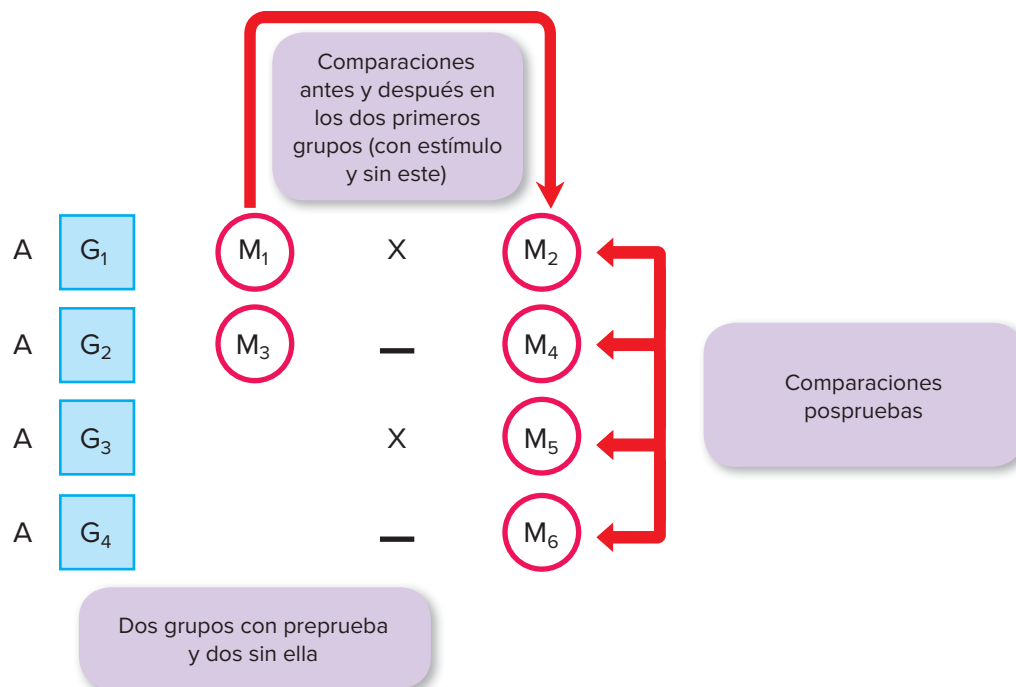 Comparaciones
antes y después en
los dos primeros
grupos (con estímulo
y sin este)
A G₁ M₁ X M₂
A G₂ M₃ — M₄
A G₃ X M₅
A G₄ — M₆
Comparaciones
pospruebas
Dos grupos con preprueba
y dos sin ella